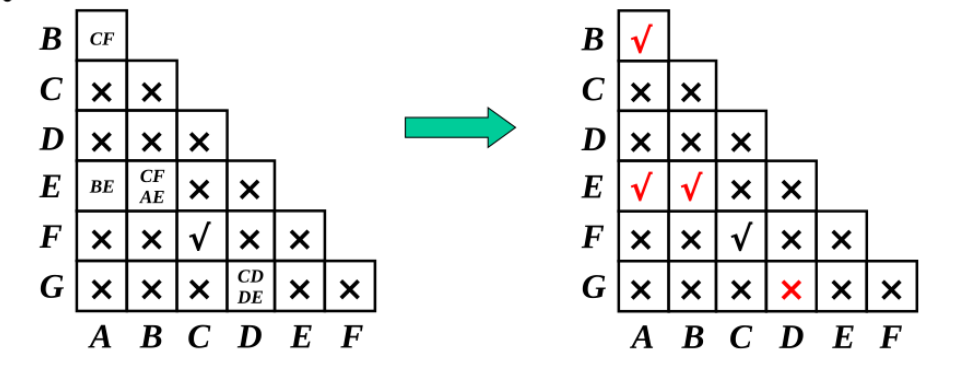 B CF B √
C × × C × ×
D × × × D × × ×
E BE CF AE × × E √ √ × ×
F × × √ × × F × × √ × ×
G × × × CD DE × × G × × × × × ×
A B C D E F A B C D E F